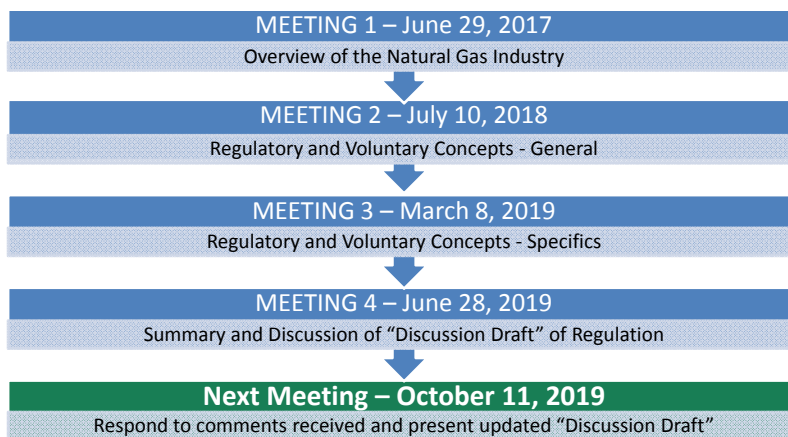 MEETING 1 – June 29, 2017
Overview of the Natural Gas Industry
MEETING 2 – July 10, 2018
Regulatory and Voluntary Concepts - General
MEETING 3 – March 8, 2019
Regulatory and Voluntary Concepts - Specifics
MEETING 4 – June 28, 2019
Summary and Discussion of “Discussion Draft” of Regulation
Next Meeting – October 11, 2019
Respond to comments received and present updated “Discussion Draft”